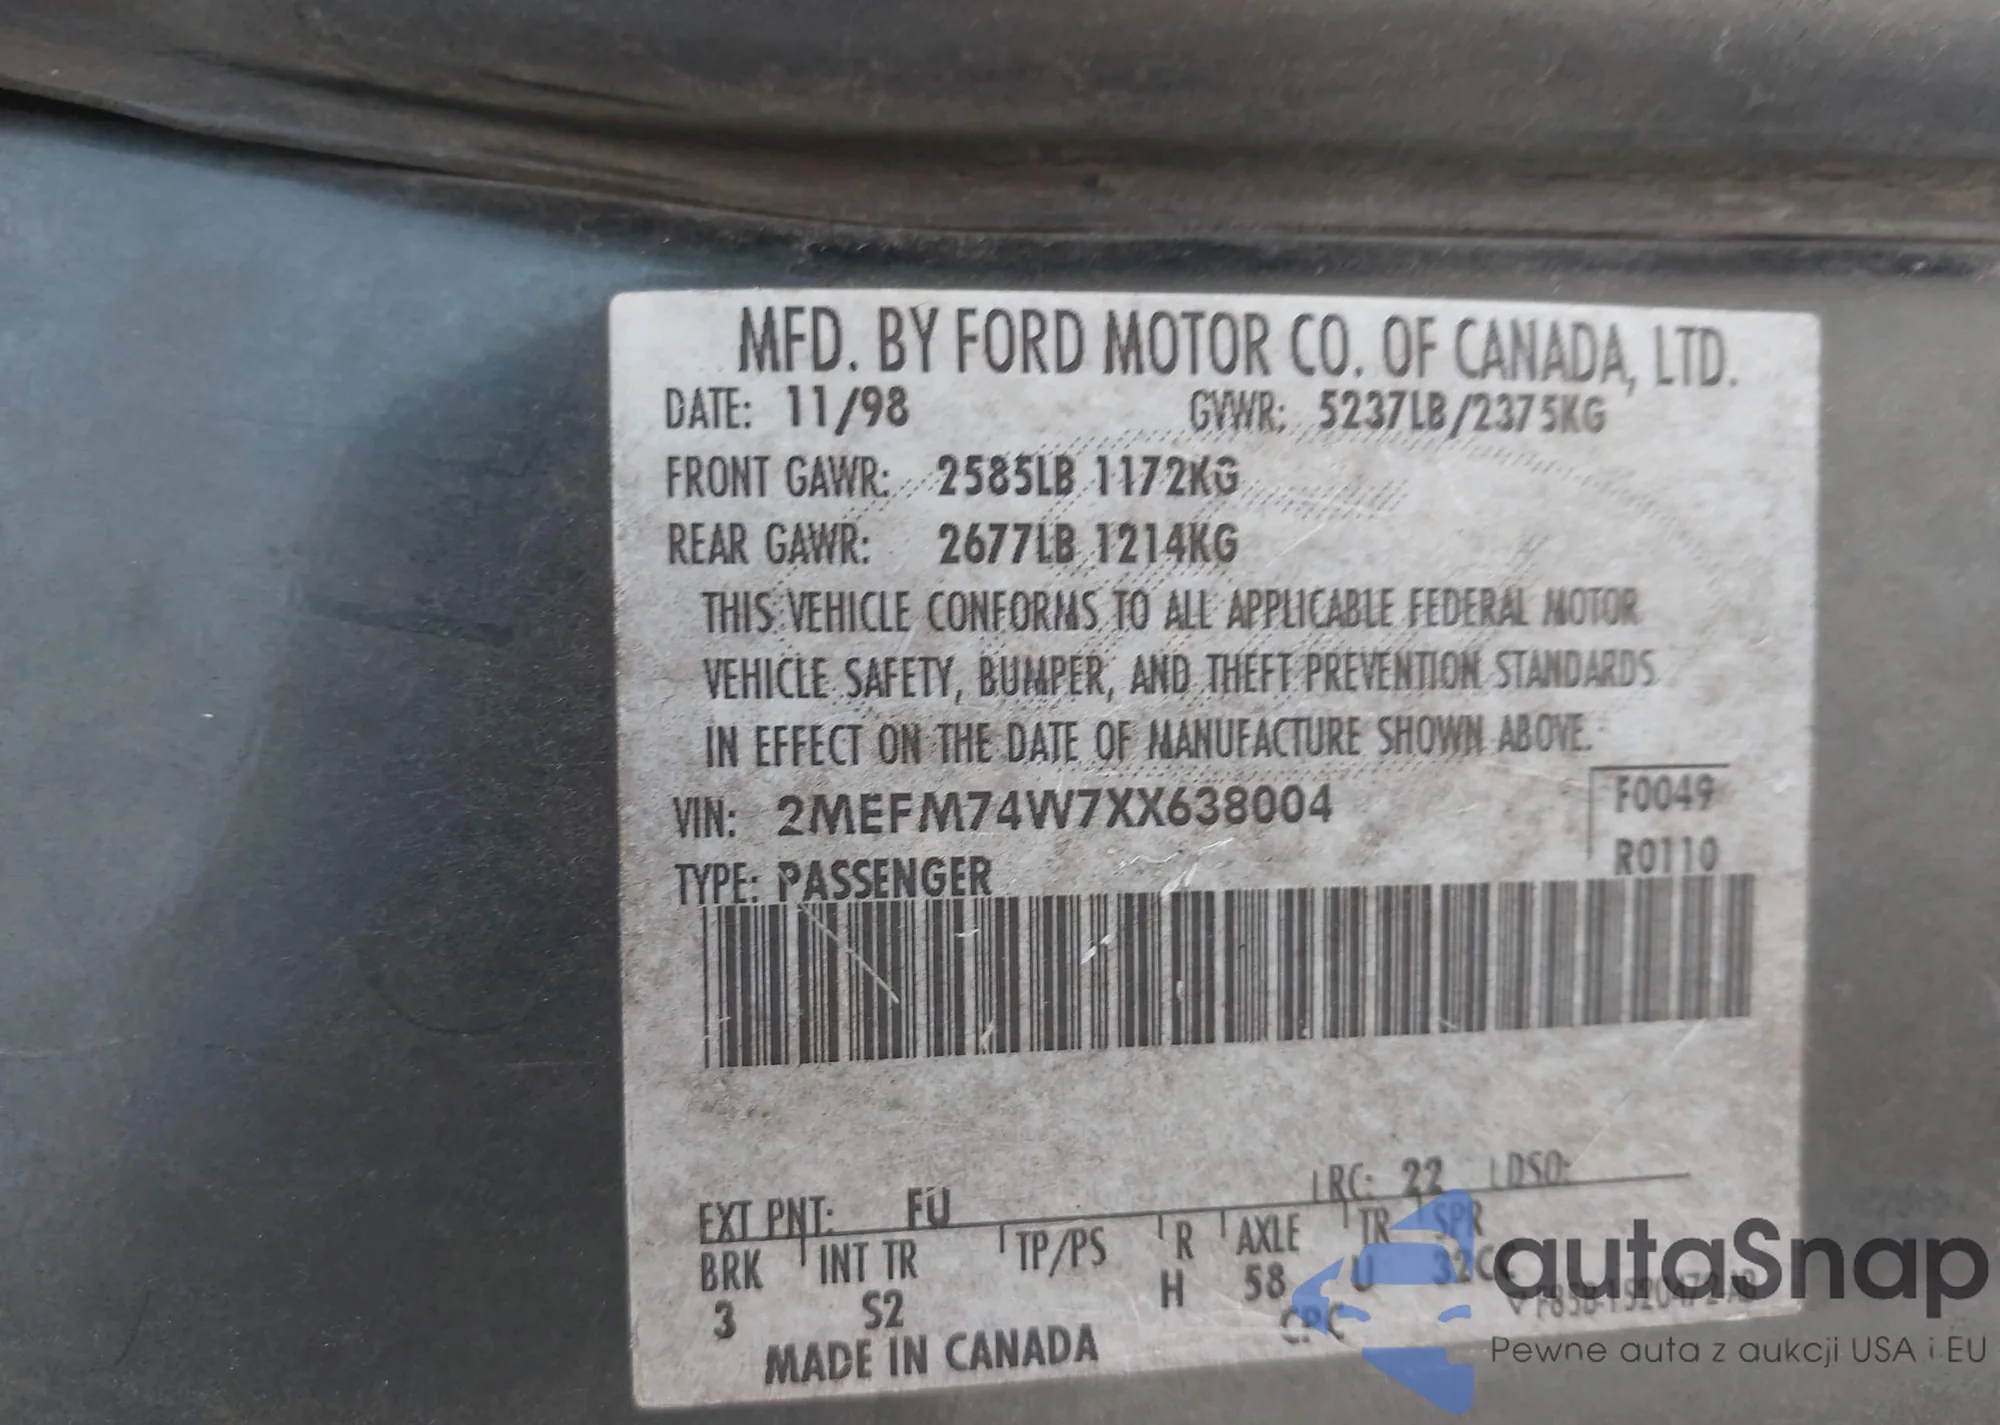 MFD. BY FORD MOTOR CO. OF CANADA, LTD.
DATE: 11/98 GVWR: 5237LB/2375KG
FRONT GAWR: 2585LB 1172KG
REAR GAWR: 2677LB 1214KG
THIS VEHICLE CONFORMS TO ALL APPLICABLE FEDERAL MOTOR
VEHICLE SAFETY, BUMPER, AND THEFT PREVENTION STANDARDS
IN EFFECT ON THE DATE OF MANUFACTURE SHOWN ABOVE.
VIN: 2MEFM74W7XX638004 F0049
TYPE: PASSENGER R0110
EXT PNT: FU RC: 22 DSO:
BRK INT TR TP/PS R AXLE TR SPR
3 S2 H 58 U
MADE IN CANADA
autaSnap
Pewne auta z aukcji USA i EU